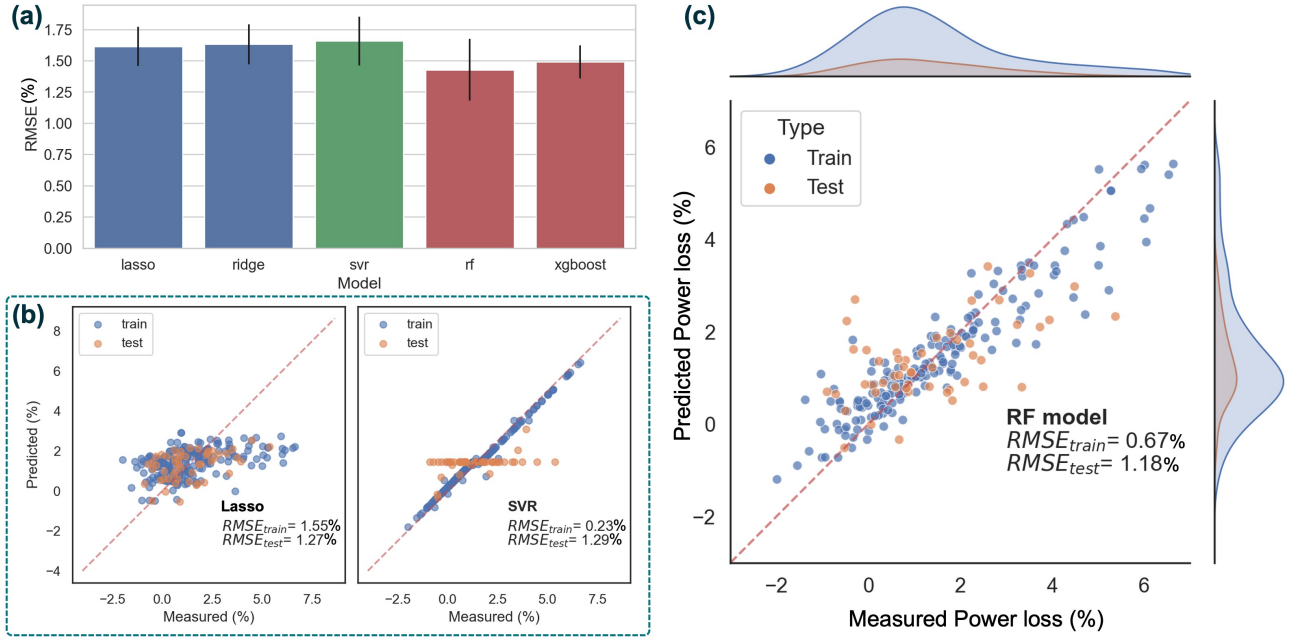 (a)
RMSE (%)
1.75
1.50
1.25
1.00
0.75
0.50
0.25
0.00
lasso
ridge
svr
rf
xgboost
Model
(b)
train
test
Predicted (%)
8
6
4
2
0
−2
−4
Lasso
RMSEtrain= 1.55%
RMSEtest= 1.27%
−2.5
0.0
2.5
5.0
7.5
Measured (%)
train
test
SVR
RMSEtrain= 0.23%
RMSEtest= 1.29%
−2.5
0.0
2.5
5.0
7.5
Measured (%)
(c)
Type
Train
Test
Predicted Power loss (%)
6
4
2
0
−2
RF model
RMSEtrain= 0.67%
RMSEtest= 1.18%
−2
0
2
4
6
Measured Power loss (%)